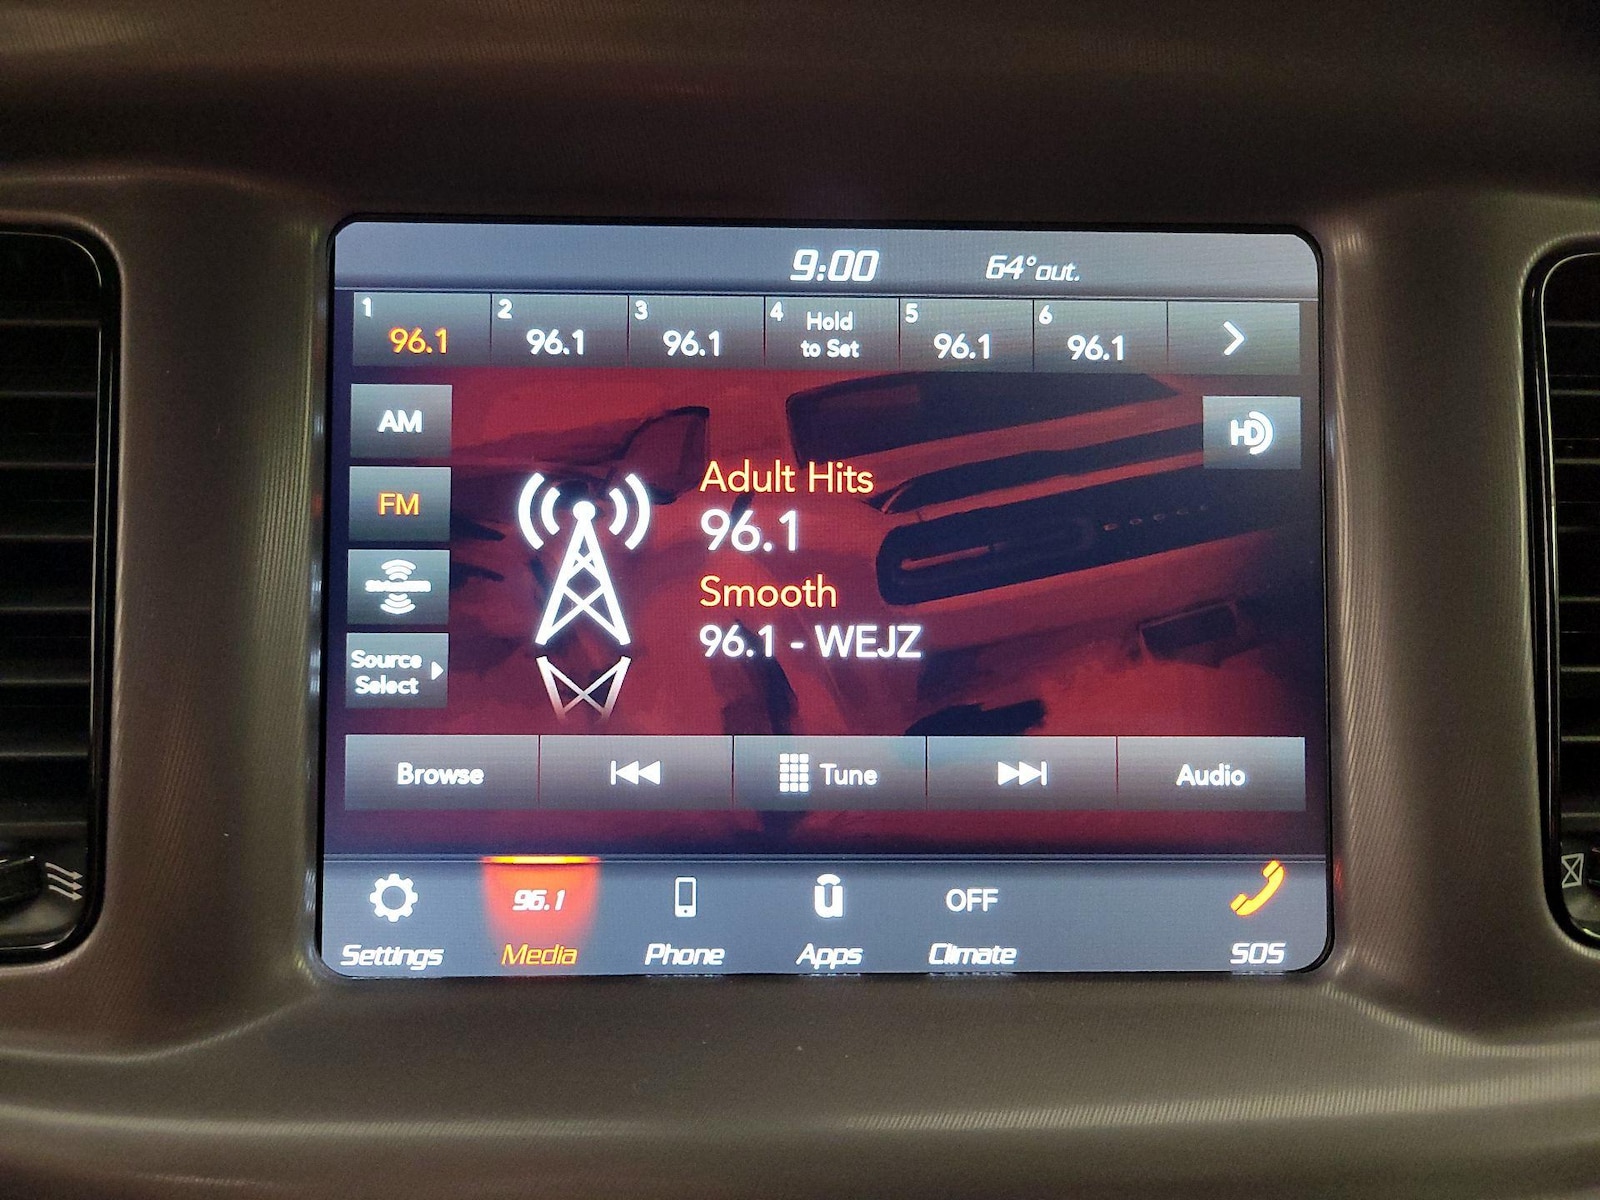 9:00 64° out.
1 96.1
2 96.1
3 96.1
4 Hold
to Set
5 96.1
6 96.1
AM
HD
FM
Adult Hits
96.1
Smooth
96.1 - WEJZ
Source
Select
Browse
Tune
Audio
96.1
OFF
Settings Media Phone Apps Climate SOS